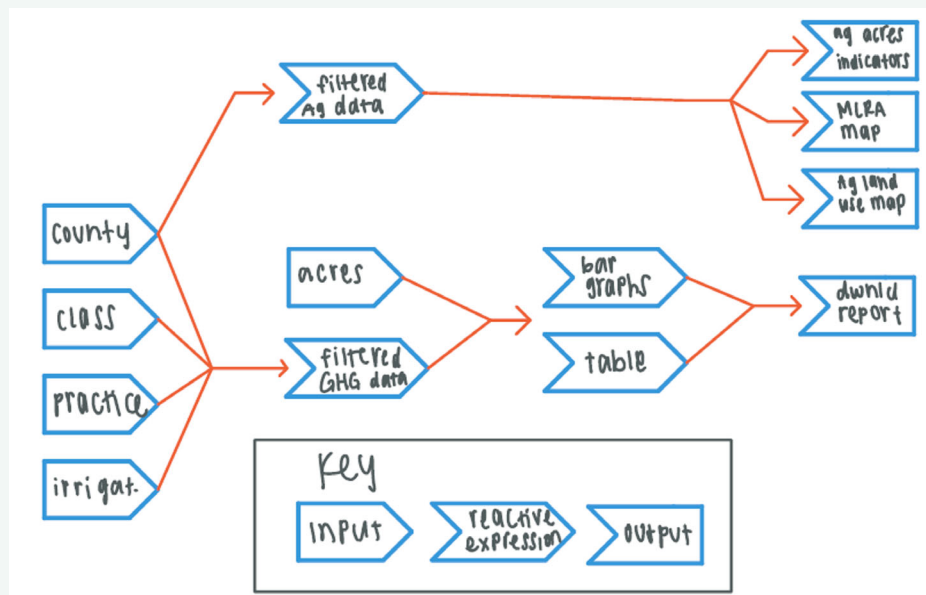 ag acres
indicators
filtered
Ag data
MLRA
map
Ag land
use map
county
acres
bar
graphs
dwnld
report
class
filtered
GHG data
table
practice
irrigat.
Key
input
reactive
expression
output